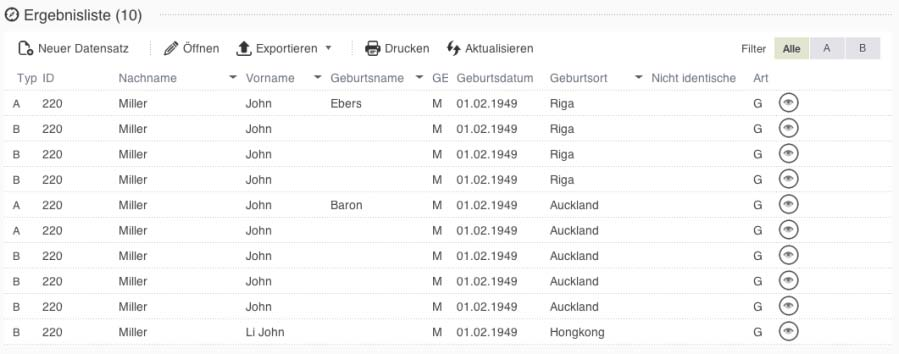 Ergebnisliste (10)
Neuer Datensatz Öffnen Exportieren Drucken Aktualisieren Filter Alle A B
Typ ID Nachname Vorname Geburtsname GE Geburtsdatum Geburtsort Nicht identische Art
A 220 Miller John Ebers M 01.02.1949 Riga G
B 220 Miller John M 01.02.1949 Riga G
B 220 Miller John M 01.02.1949 Riga G
B 220 Miller John M 01.02.1949 Riga G
A 220 Miller John Baron M 01.02.1949 Auckland G
A 220 Miller John M 01.02.1949 Auckland G
B 220 Miller John M 01.02.1949 Auckland G
B 220 Miller John M 01.02.1949 Auckland G
B 220 Miller John M 01.02.1949 Auckland G
B 220 Miller Li John M 01.02.1949 Hongkong G